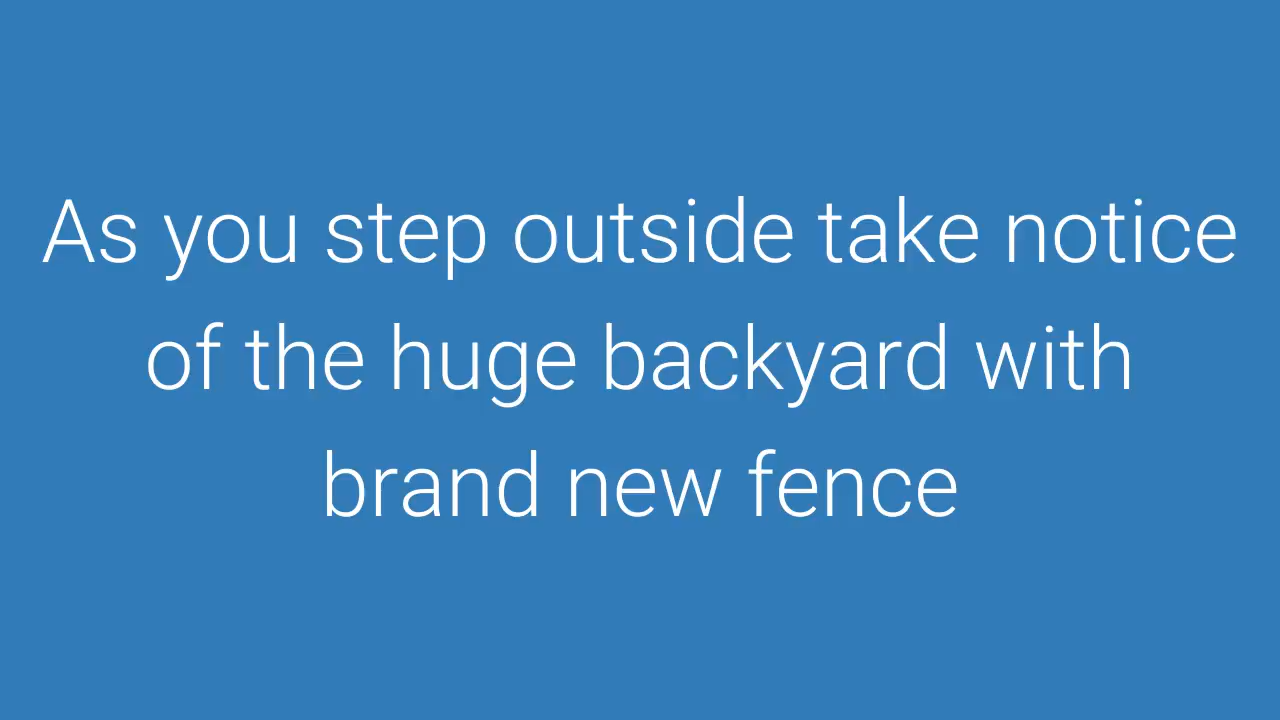 As you step outside take notice
of the huge backyard with
brand new fence